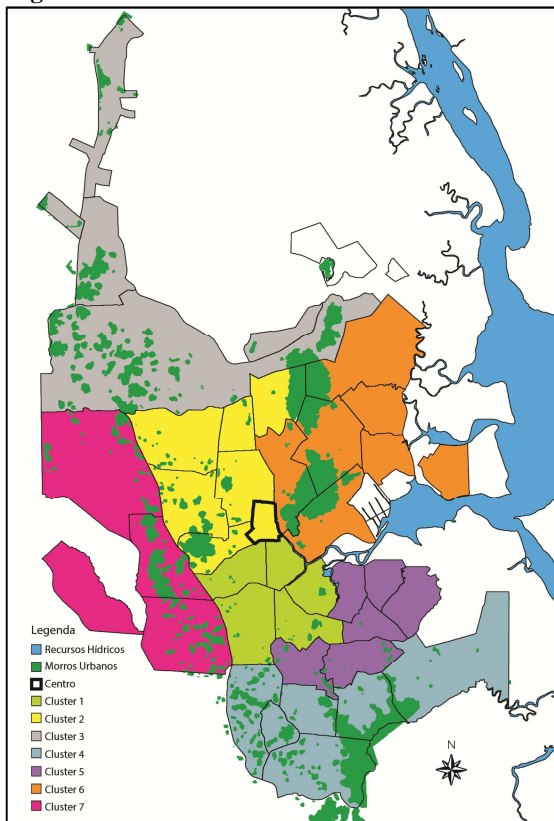 Legenda
Recursos Hídricos
Morros Urbanos
Centro
Cluster 1
Cluster 2
Cluster 3
Cluster 4
Cluster 5
Cluster 6
Cluster 7
N